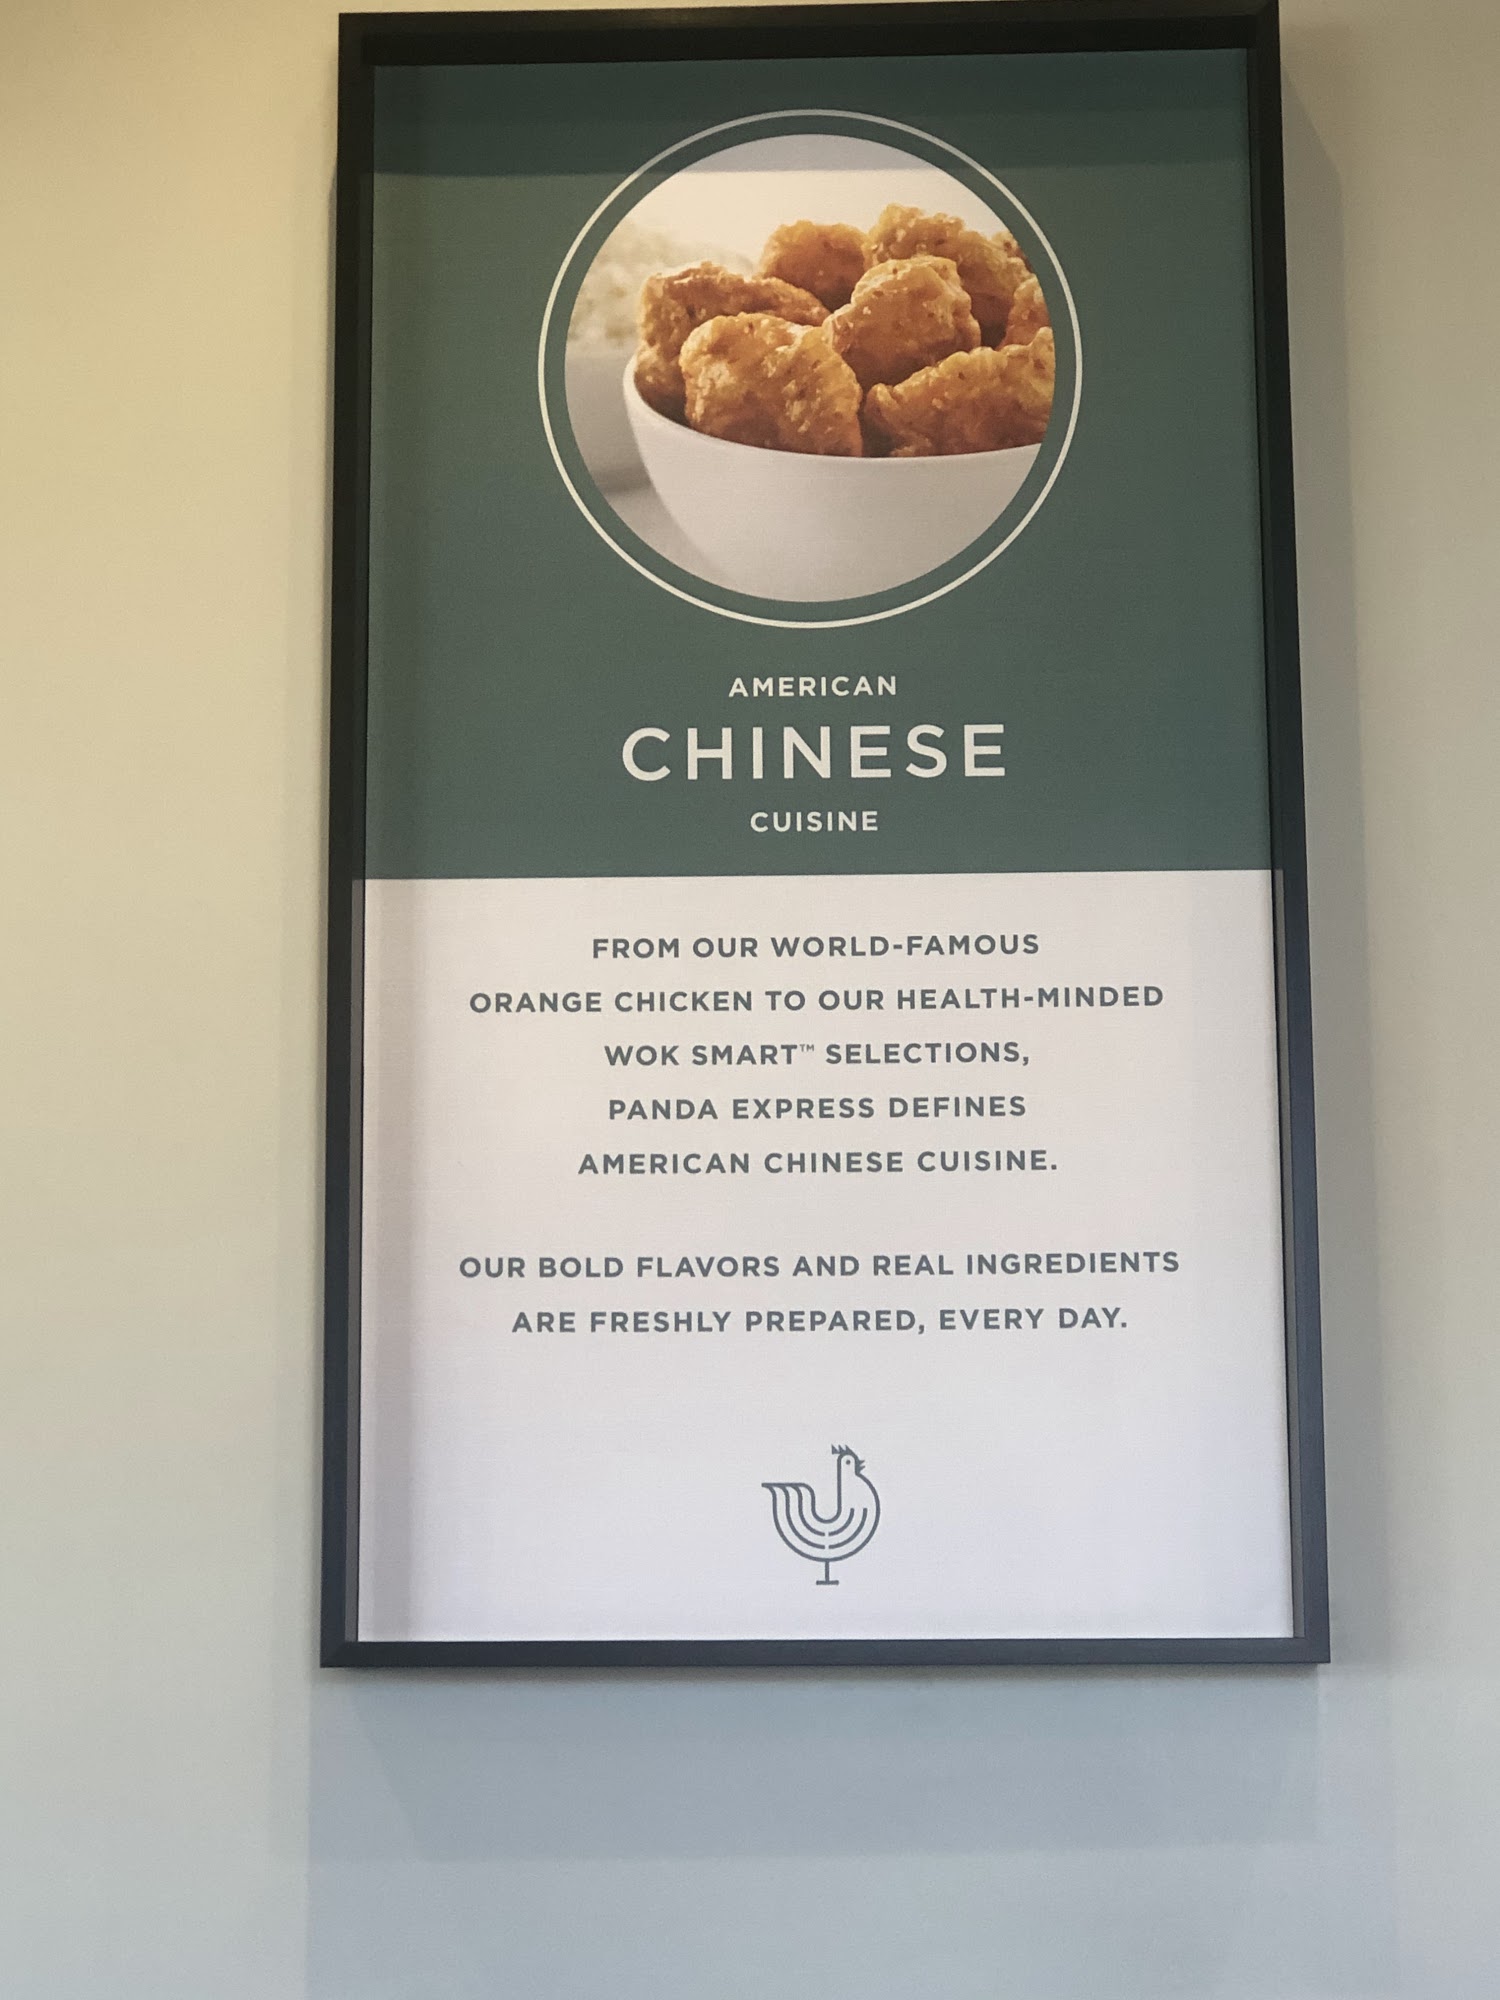 AMERICAN
CHINESE
CUISINE
FROM OUR WORLD-FAMOUS
ORANGE CHICKEN TO OUR HEALTH-MINDED
WOK SMART™ SELECTIONS,
PANDA EXPRESS DEFINES
AMERICAN CHINESE CUISINE.
OUR BOLD FLAVORS AND REAL INGREDIENTS
ARE FRESHLY PREPARED, EVERY DAY.